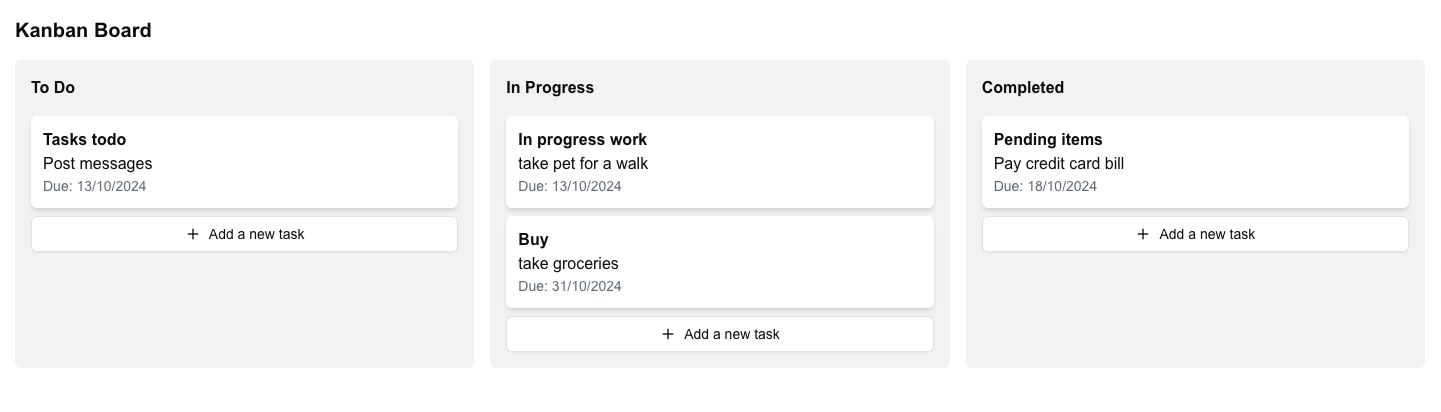 Kanban Board
To Do
Tasks todo
Post messages
Due: 13/10/2024
Add a new task
In Progress
In progress work
take pet for a walk
Due: 13/10/2024
Buy
take groceries
Due: 31/10/2024
Add a new task
Completed
Pending items
Pay credit card bill
Due: 18/10/2024
Add a new task